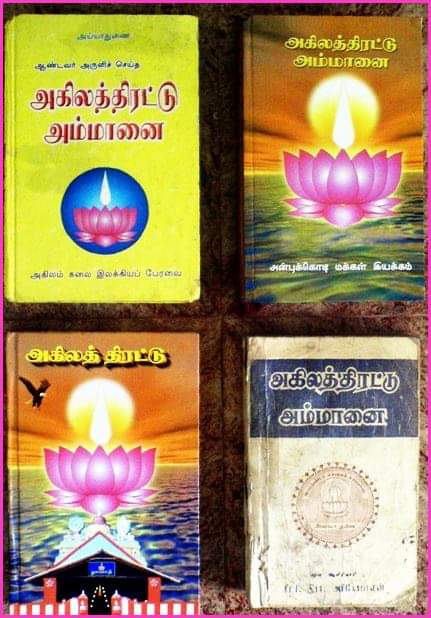 அய்யாதுணை
ஆண்டவர் அருளிச் செய்த
அகிலத்திரட்டு
அம்மானை
அகிலம் கலை இலக்கியப் பேரவை
அகிலத்திரட்டு
அம்மானை
அன்புக்கொடி மக்கள் இயக்கம்
அகிலத் திரட்டு
அகிலத்திரட்டு
அம்மானை
அய்யா துணை